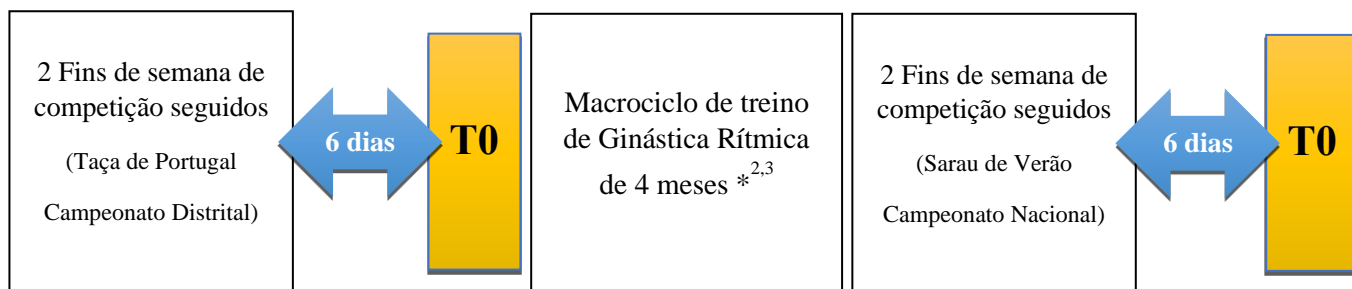 2 Fins de semana de
competição seguidos
(Taça de Portugal
Campeonato Distrital)
6 dias
T0
Macrociclo de treino
de Ginástica Rítmica
de 4 meses *2,3
2 Fins de semana de
competição seguidos
(Sarau de Verão
Campeonato Nacional)
6 dias
T0